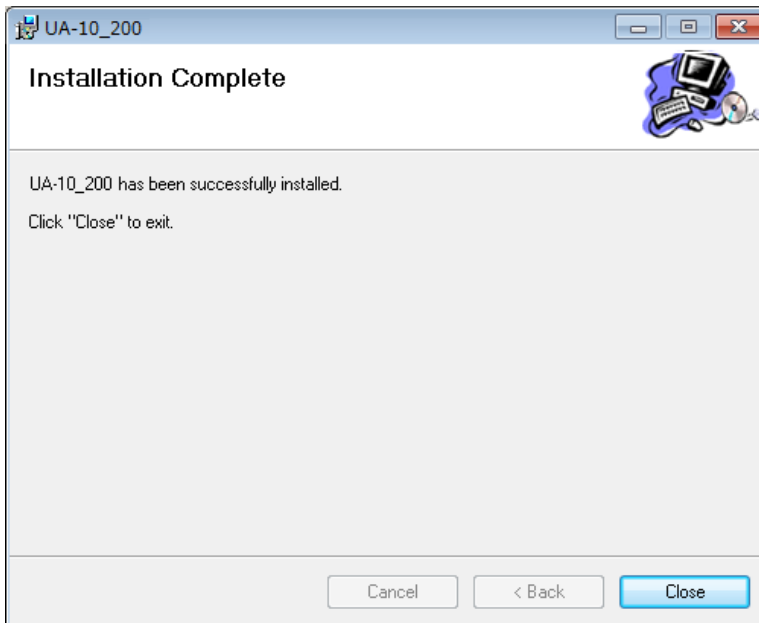 UA-10_200
Installation Complete
UA-10_200 has been successfully installed.
Click "Close" to exit.
Cancel
< Back
Close